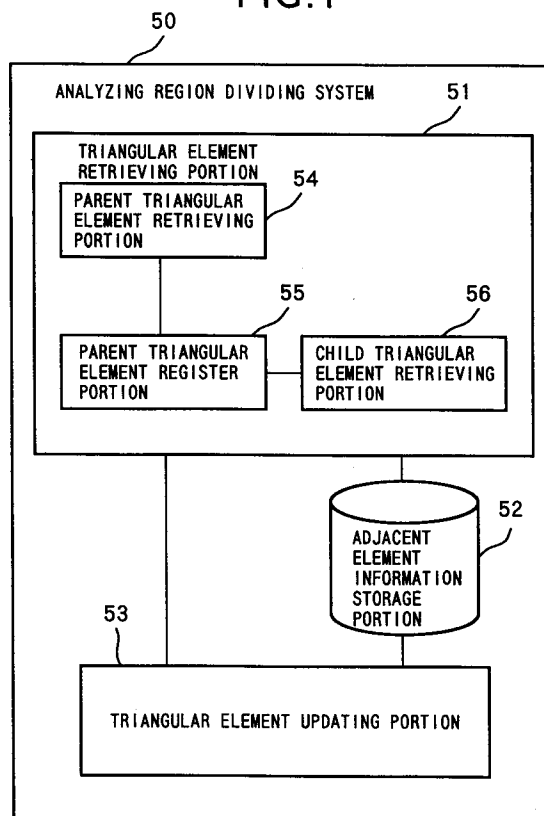 FIG.1
50
ANALYZING REGION DIVIDING SYSTEM
51
TRIANGULAR ELEMENT
RETRIEVING PORTION
54
PARENT TRIANGULAR
ELEMENT RETRIEVING
PORTION
55
PARENT TRIANGULAR
ELEMENT REGISTER
PORTION
56
CHILD TRIANGULAR
ELEMENT RETRIEVING
PORTION
52
ADJACENT
ELEMENT
INFORMATION
STORAGE
PORTION
53
TRIANGULAR ELEMENT UPDATING PORTION